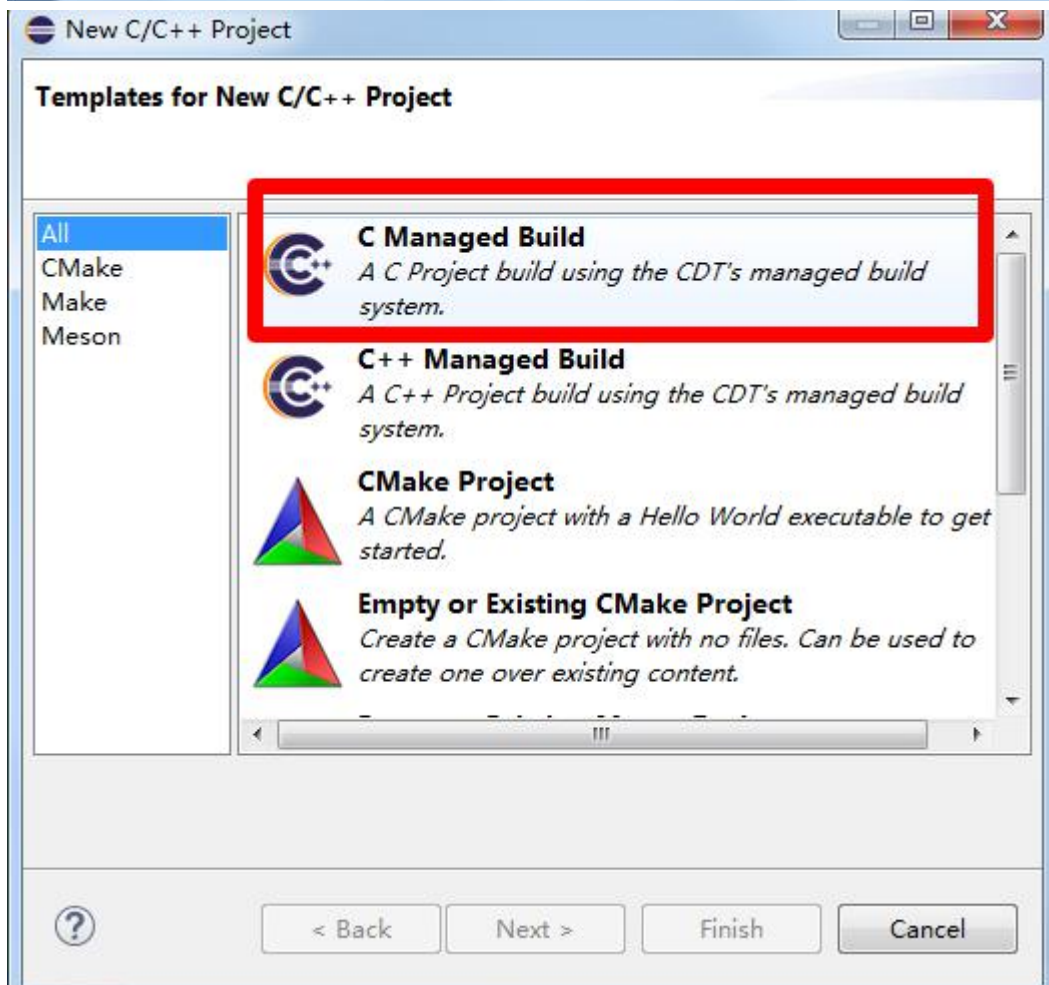 New C/C++ Project
Templates for New C/C++ Project
All
CMake
Make
Meson
C Managed Build
A C Project build using the CDT's managed build
system.
C++ Managed Build
A C++ Project build using the CDT's managed build
system.
CMake Project
A CMake project with a Hello World executable to get
started.
Empty or Existing CMake Project
Create a CMake project with no files. Can be used to
create one over existing content.
< Back
Next >
Finish
Cancel